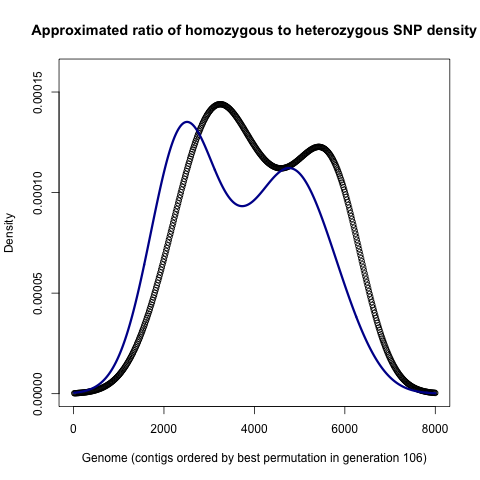 Approximated ratio of homozygous to heterozygous SNP density
0.00015
0.00010
0.00005
0.00000
Density
0 2000 4000 6000 8000
Genome (contigs ordered by best permutation in generation 106)